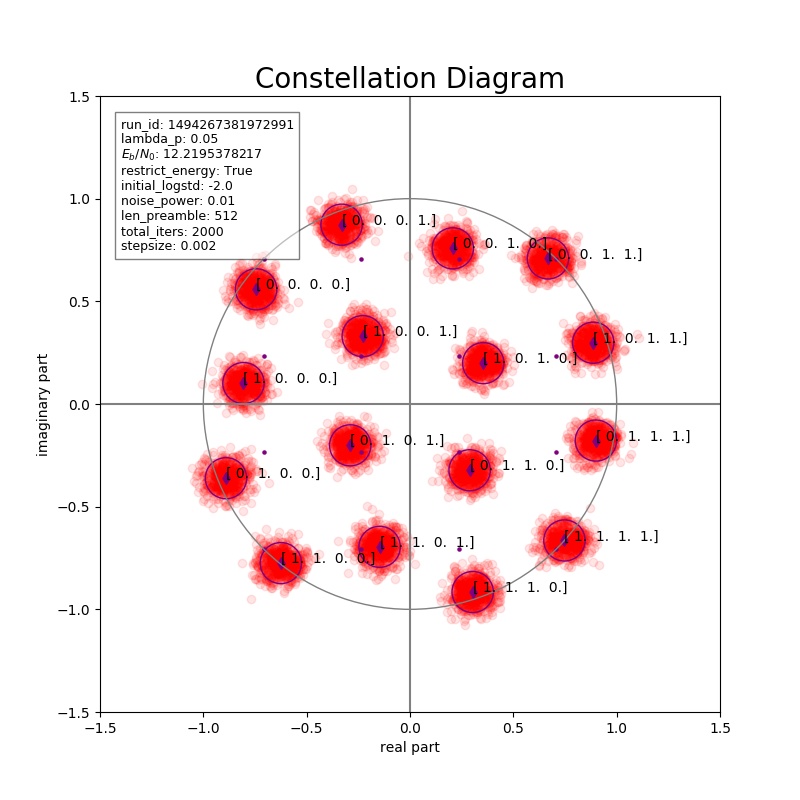 Constellation Diagram
1.5
run_id: 1494267381972991
lambda_p: 0.05
E_b/N_0: 12.2195378217
restrict_energy: True
initial_logstd: -2.0
noise_power: 0.01
len_preamble: 512
total_iters: 2000
stepsize: 0.002
1.0
[ 0. 0. 0. 1.]
[ 0. 0. 1. 0.]
[ 0. 0. 1. 1.]
[ 0. 0. 0. 0.]
0.5
[ 1. 0. 0. 1.]
[ 1. 0. 1. 1.]
[ 1. 0. 1. 0.]
[ 1. 0. 0. 0.]
0.0
imaginary part
[ 0. 1. 0. 1.]
[ 0. 1. 1. 1.]
[ 0. 1. 0. 0.]
[ 0. 1. 1. 0.]
−0.5
[ 1. 1. 0. 1.]
[ 1. 1. 1. 1.]
[ 1. 1. 0. 0.]
[ 1. 1. 1. 0.]
−1.0
−1.5
−1.5 −1.0 −0.5 0.0 0.5 1.0 1.5
real part